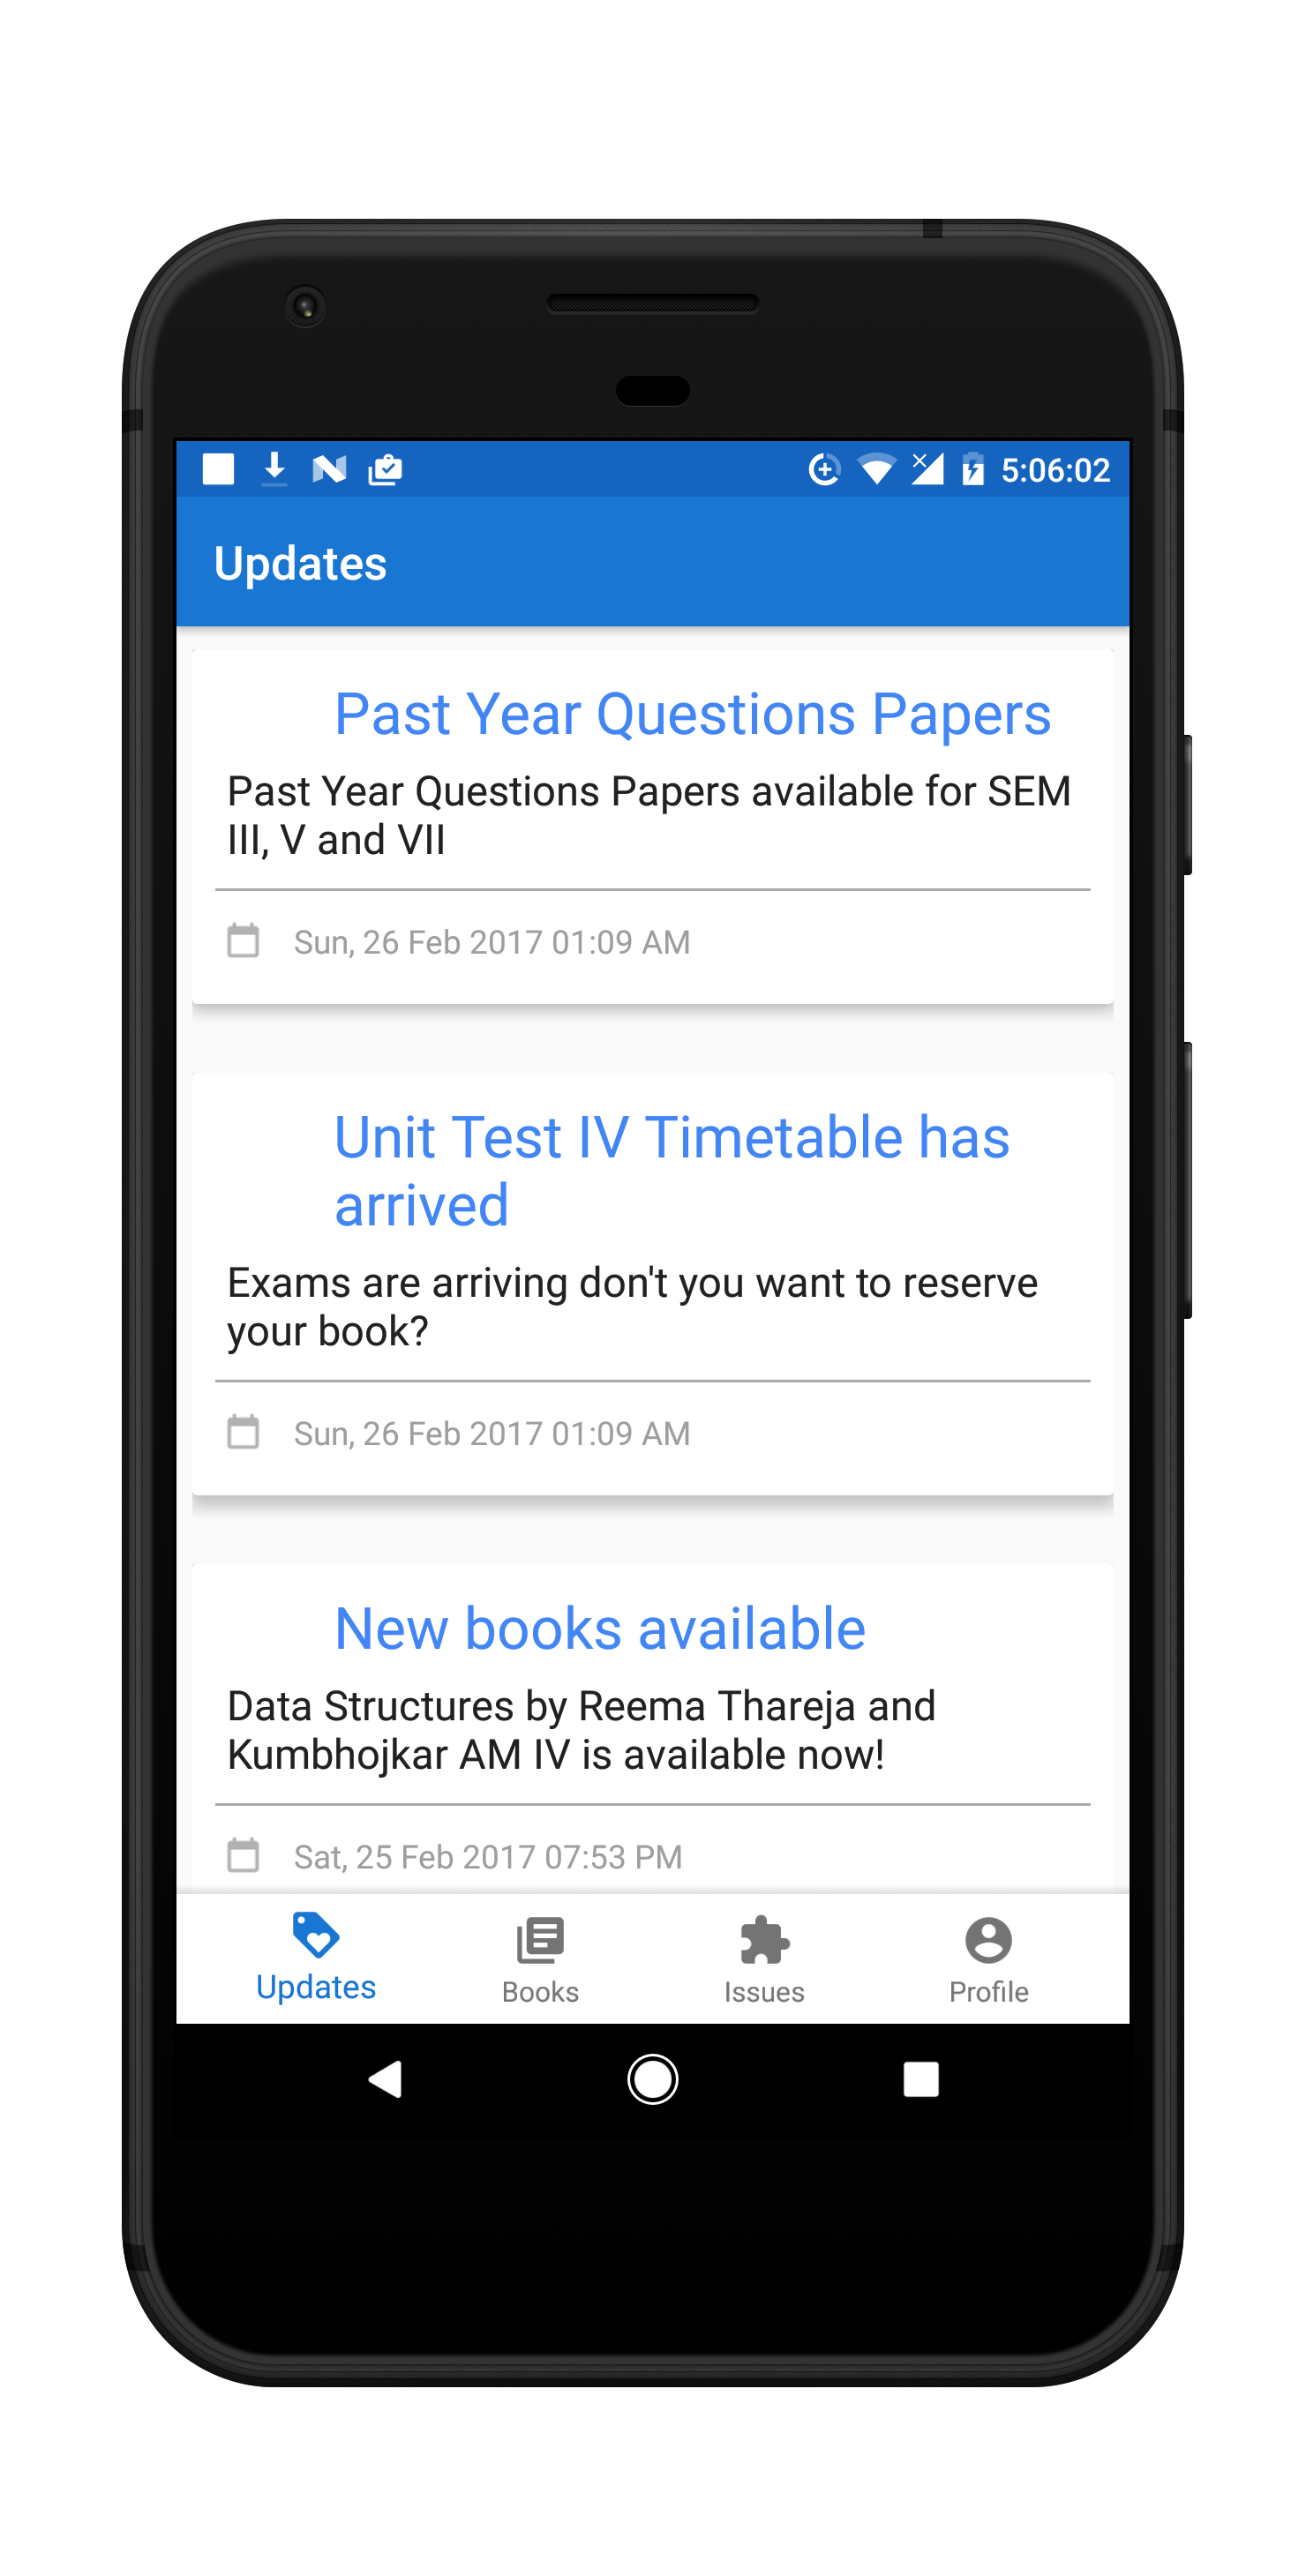 5:06:02
Updates
Past Year Questions Papers
Past Year Questions Papers available for SEM
III, V and VII
Sun, 26 Feb 2017 01:09 AM
Unit Test IV Timetable has
arrived
Exams are arriving don't you want to reserve
your book?
Sun, 26 Feb 2017 01:09 AM
New books available
Data Structures by Reema Thareja and
Kumbhojkar AM IV is available now!
Sat, 25 Feb 2017 07:53 PM
Updates Books Issues Profile